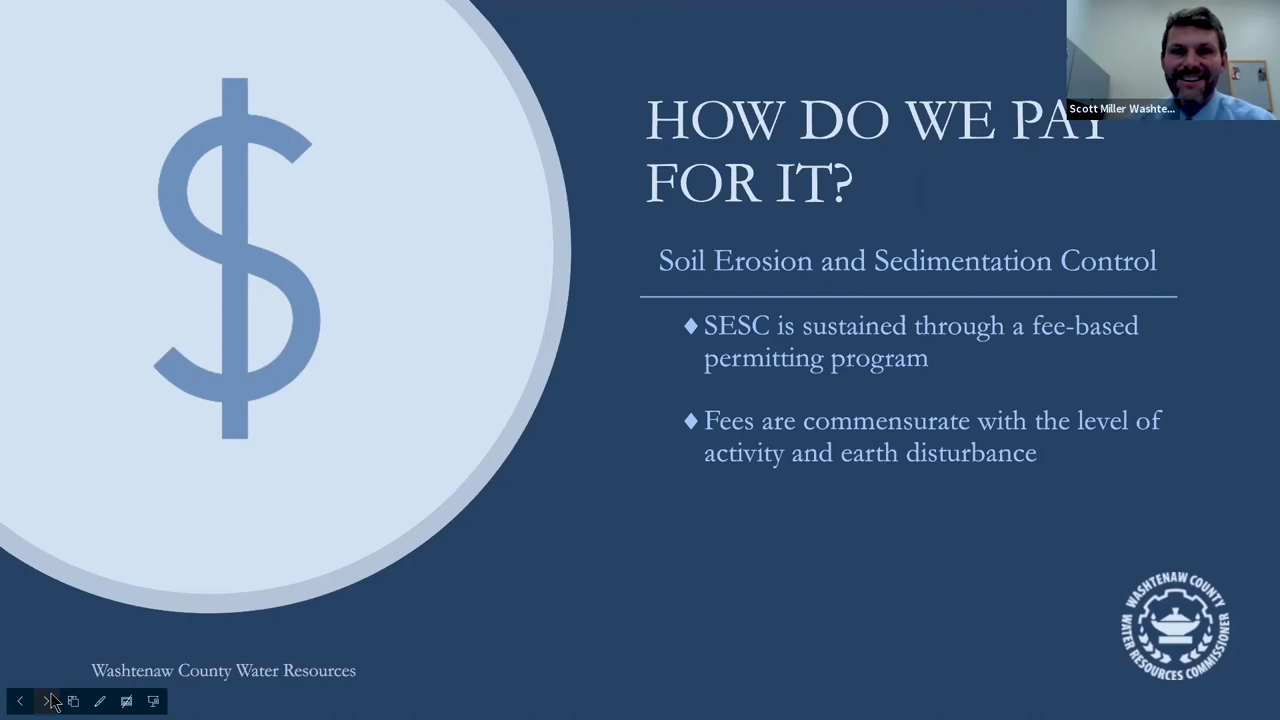 HOW DO WE PAY
FOR IT?
Scott Miller Washte...
Soil Erosion and Sedimentation Control
♦ SESC is sustained through a fee-based
permitting program
♦ Fees are commensurate with the level of
activity and earth disturbance
WASHTENAW COUNTY
WATER RESOURCES COMMISSIONER
Washtenaw County Water Resources